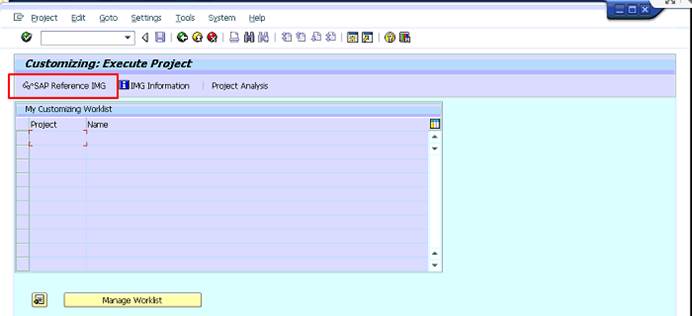 Project Edit Goto Settings Tools System Help
Customizing: Execute Project
SAP Reference IMG IMG Information Project Analysis
My Customizing Worklist
Project Name
Manage Worklist